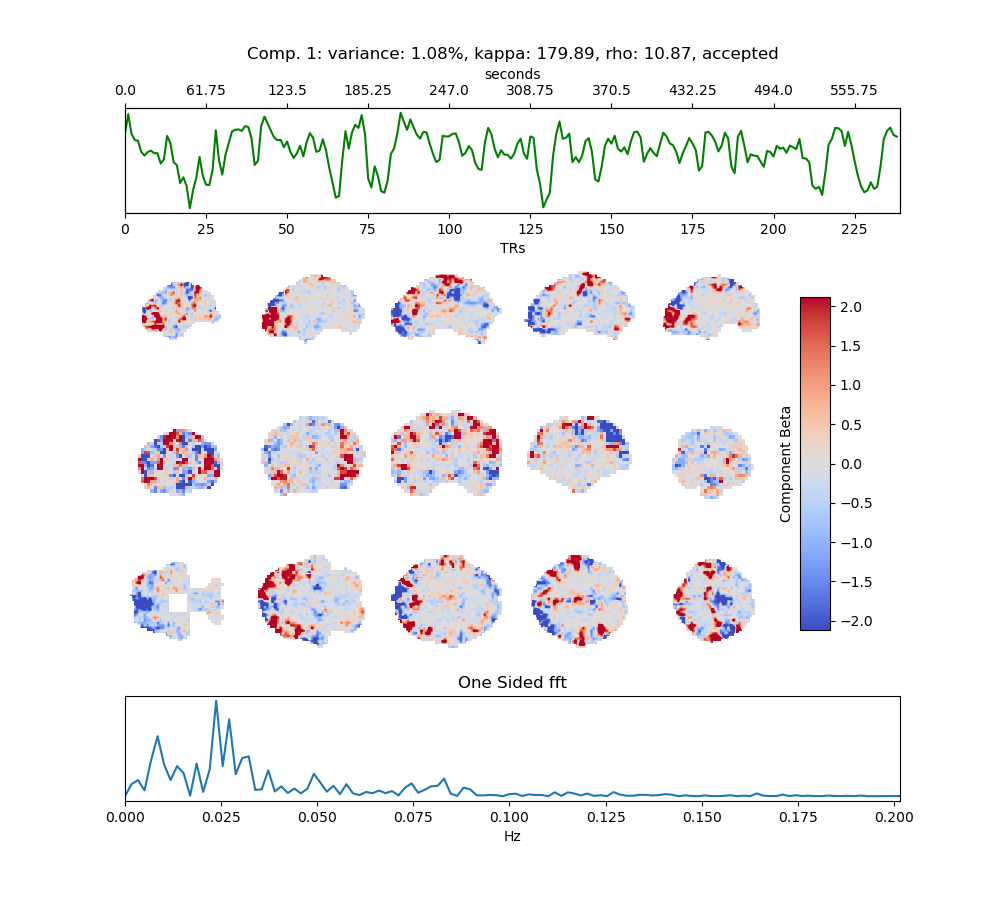 Comp. 1: variance: 1.08%, kappa: 179.89, rho: 10.87, accepted
seconds
0.0 61.75 123.5 185.25 247.0 308.75 370.5 432.25 494.0 555.75
0 25 50 75 100 125 150 175 200 225
TRs
2.0
1.5
1.0
0.5
0.0
−0.5
−1.0
−1.5
−2.0
Component Beta
One Sided fft
0.000 0.025 0.050 0.075 0.100 0.125 0.150 0.175 0.200
Hz